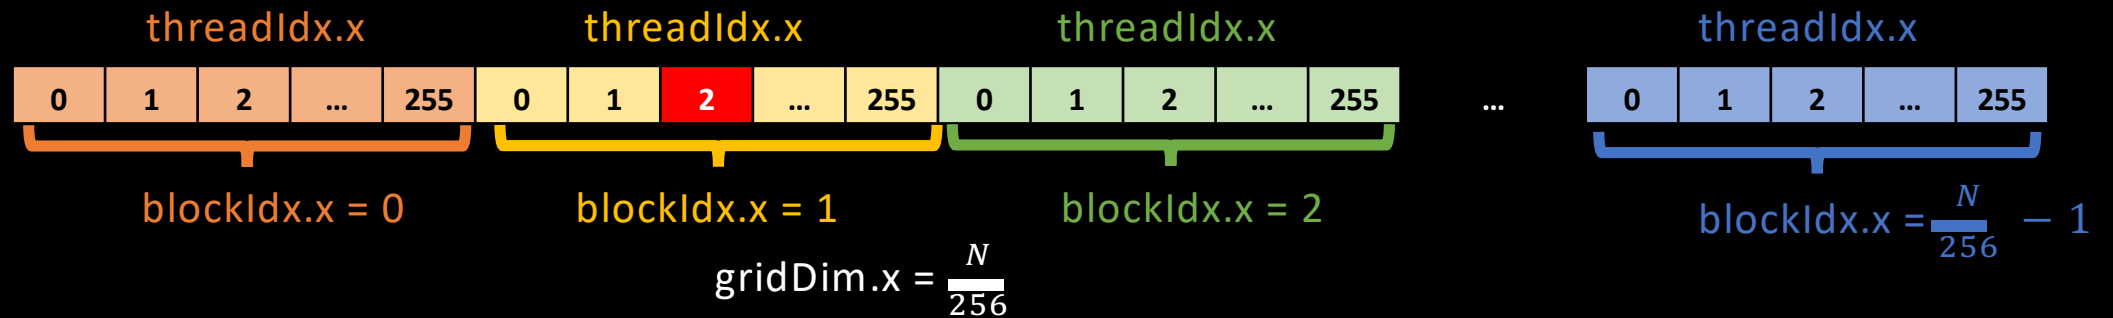 threadIdx.x threadIdx.x threadIdx.x threadIdx.x
0 1 2 ... 255 0 1 2 ... 255 0 1 2 ... 255 ... 0 1 2 ... 255
blockIdx.x = 0 blockIdx.x = 1 blockIdx.x = 2 blockIdx.x = N/256 − 1
gridDim.x = N/256